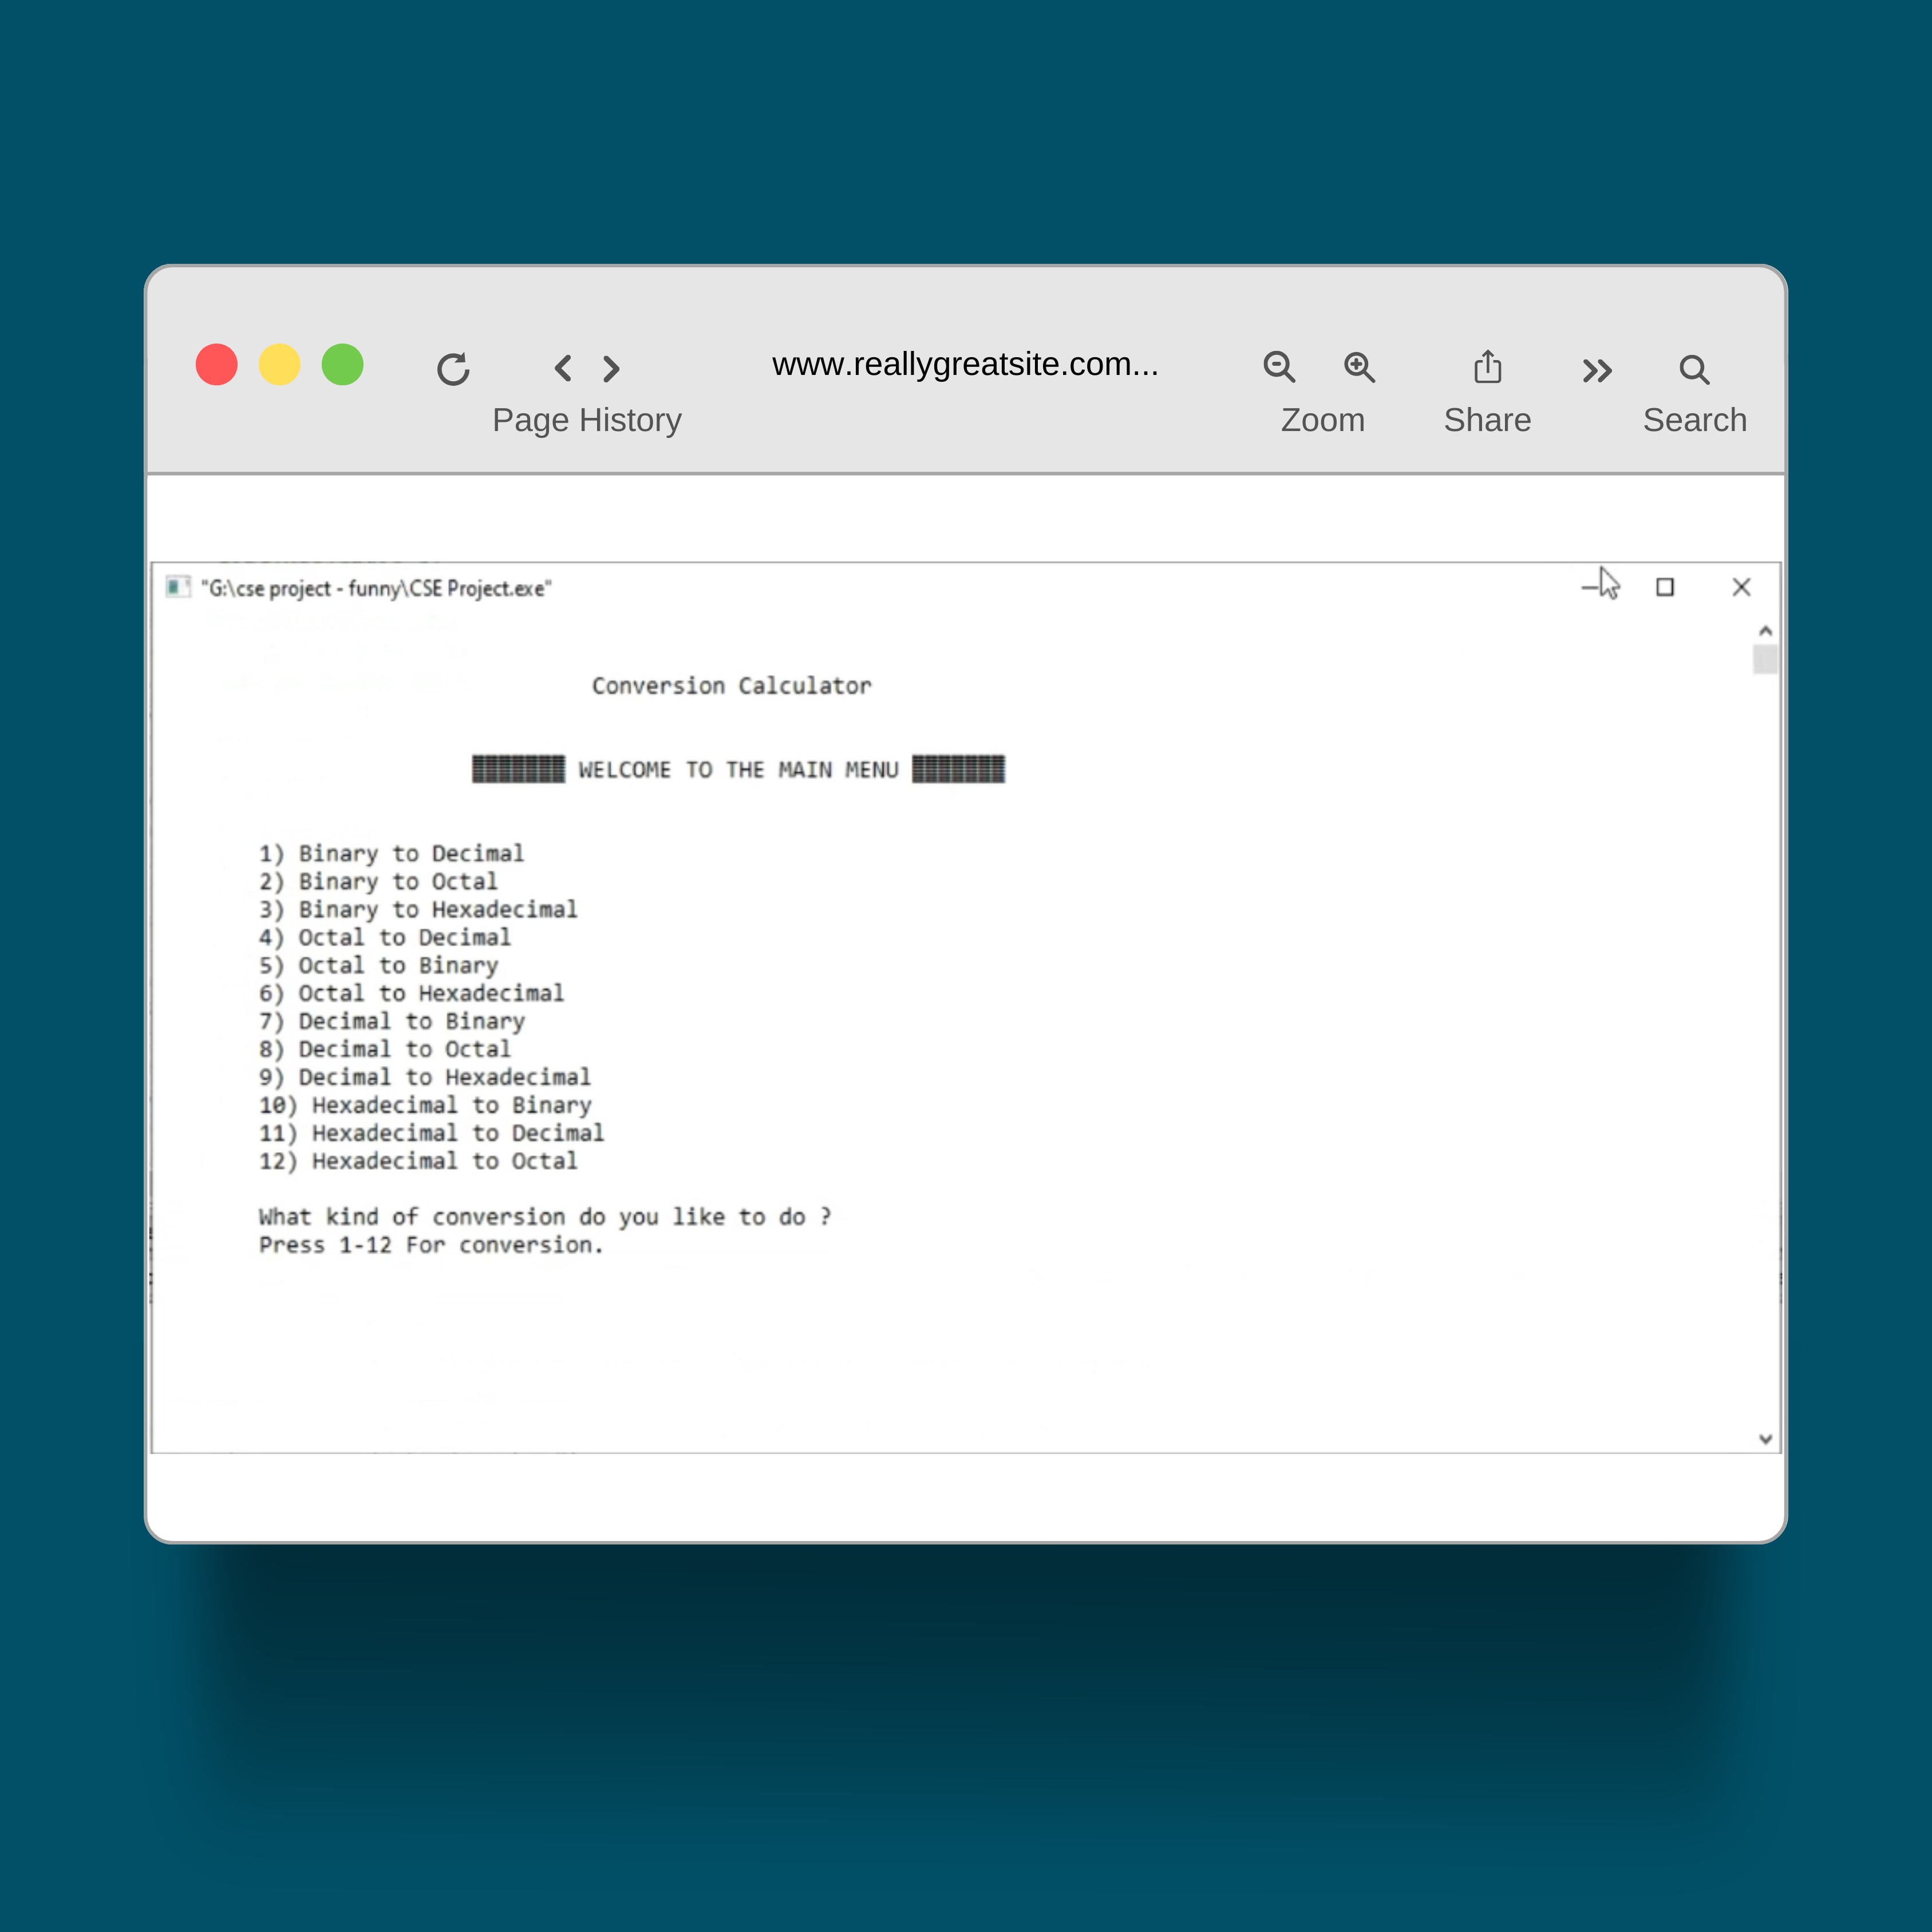 www.reallygreatsite.com...
Page History Zoom Share Search
"G:\cse project - funny\CSE Project.exe"
Conversion Calculator
WELCOME TO THE MAIN MENU
1) Binary to Decimal
2) Binary to Octal
3) Binary to Hexadecimal
4) Octal to Decimal
5) Octal to Binary
6) Octal to Hexadecimal
7) Decimal to Binary
8) Decimal to Octal
9) Decimal to Hexadecimal
10) Hexadecimal to Binary
11) Hexadecimal to Decimal
12) Hexadecimal to Octal
What kind of conversion do you like to do ?
Press 1-12 For conversion.